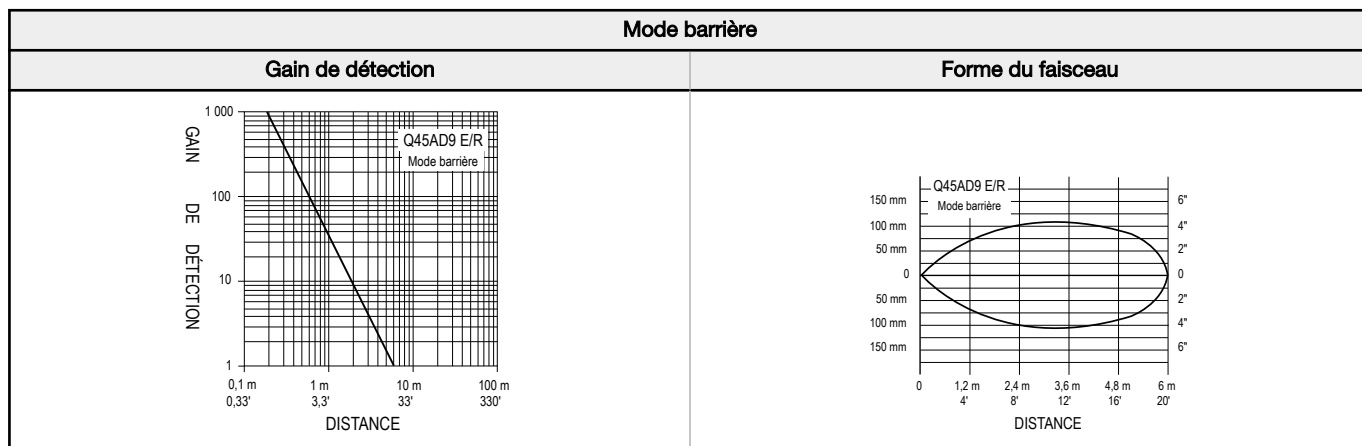 Mode barrière
Gain de détection
Forme du faisceau
1 000
100
10
1
GAIN DE DÉTECTION
Q45AD9 E/R
Mode barrière
0,1 m 1 m 10 m 100 m
0,33' 3,3' 33' 330'
DISTANCE
Q45AD9 E/R
Mode barrière
150 mm 6"
100 mm 4"
50 mm 2"
0 0
50 mm 2"
100 mm 4"
150 mm 6"
0 1,2 m 2,4 m 3,6 m 4,8 m 6 m
4' 8' 12' 16' 20'
DISTANCE